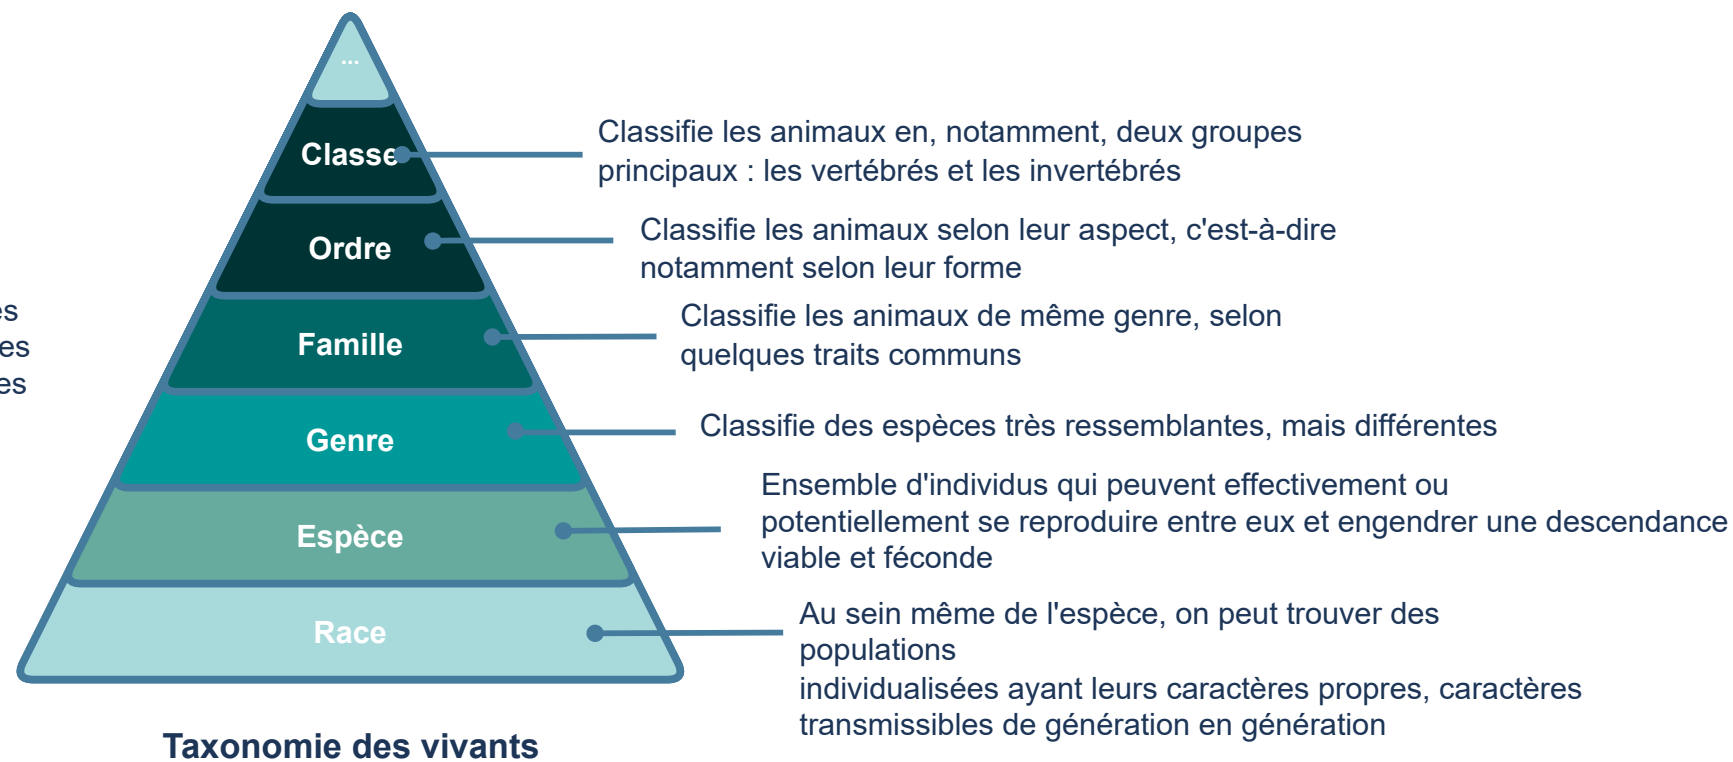 ...
Classe
Classifie les animaux en, notamment, deux groupes
principaux : les vertébrés et les invertébrés
Ordre
Classifie les animaux selon leur aspect, c'est-à-dire
notamment selon leur forme
Famille
Classifie les animaux de même genre, selon
quelques traits communs
Genre
Classifie des espèces très ressemblantes, mais différentes
Espèce
Ensemble d'individus qui peuvent effectivement ou
potentiellement se reproduire entre eux et engendrer une descendance
viable et féconde
Race
Au sein même de l'espèce, on peut trouver des
populations
individualisées ayant leurs caractères propres, caractères
transmissibles de génération en génération
Taxonomie des vivants